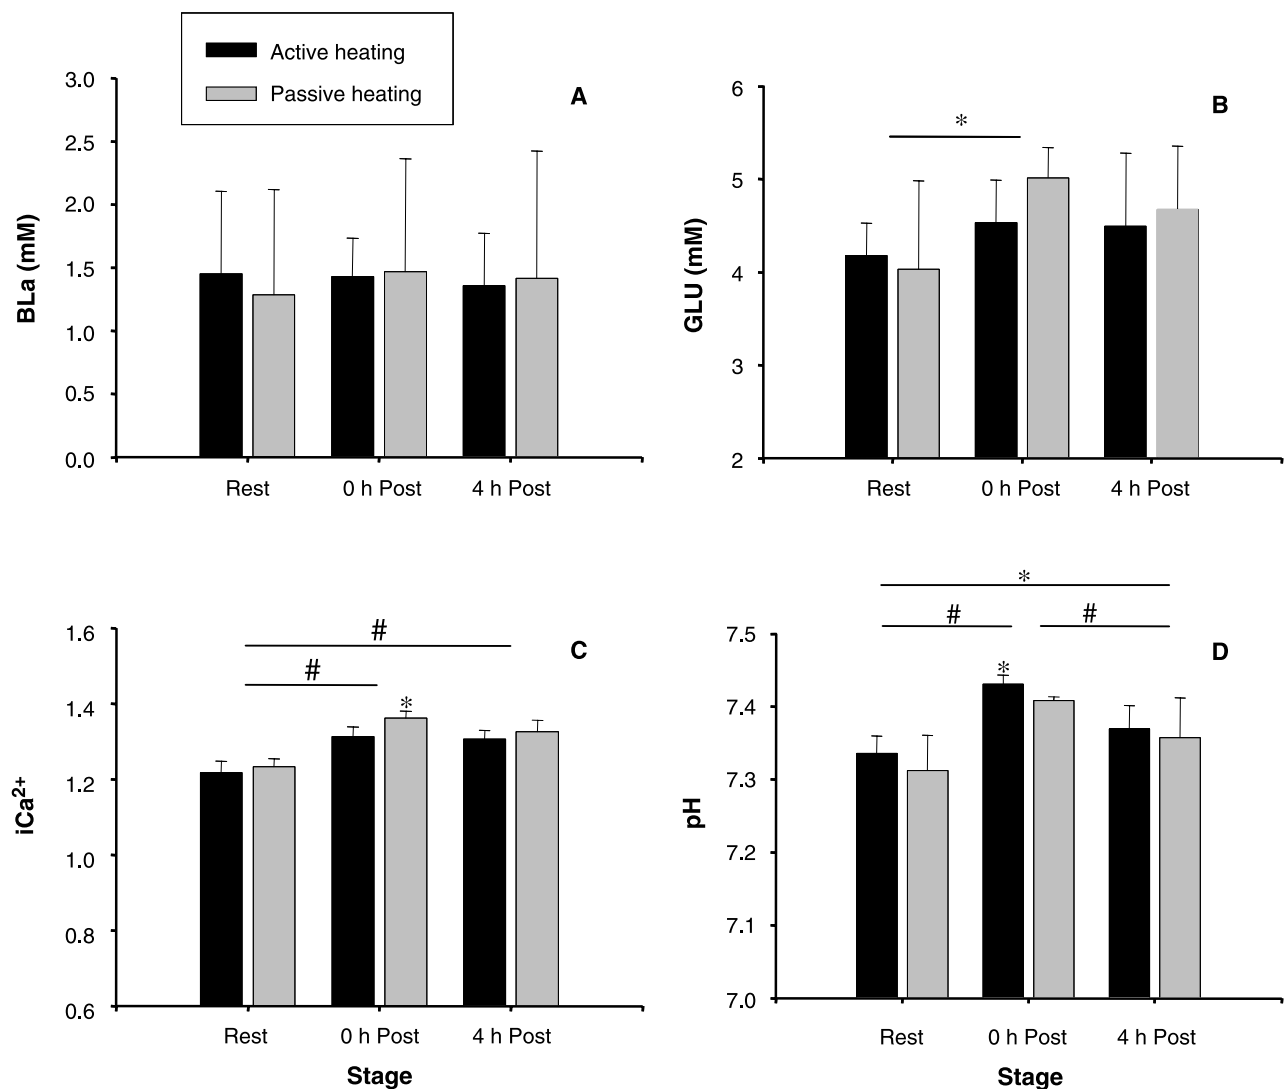 Active heating
Passive heating
A
3.0
2.5
2.0
1.5
1.0
0.5
0.0
BLa (mM)
Rest 0 h Post 4 h Post
B
*
6
5
4
3
2
GLU (mM)
Rest 0 h Post 4 h Post
C
#
#
*
1.6
1.4
1.2
1.0
0.8
0.6
iCa²⁺
Rest 0 h Post 4 h Post
Stage
*
# #
D
*
7.5
7.4
7.3
7.2
7.1
7.0
pH
Rest 0 h Post 4 h Post
Stage